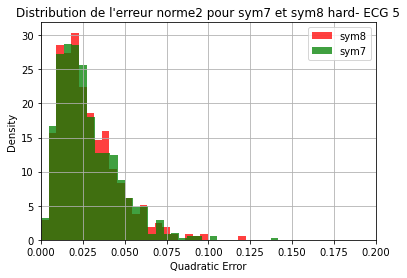 Distribution de l'erreur norme2 pour sym7 et sym8 hard- ECG 5
sym8
sym7
Density
30
25
20
15
10
5
0
0.000 0.025 0.050 0.075 0.100 0.125 0.150 0.175 0.200
Quadratic Error